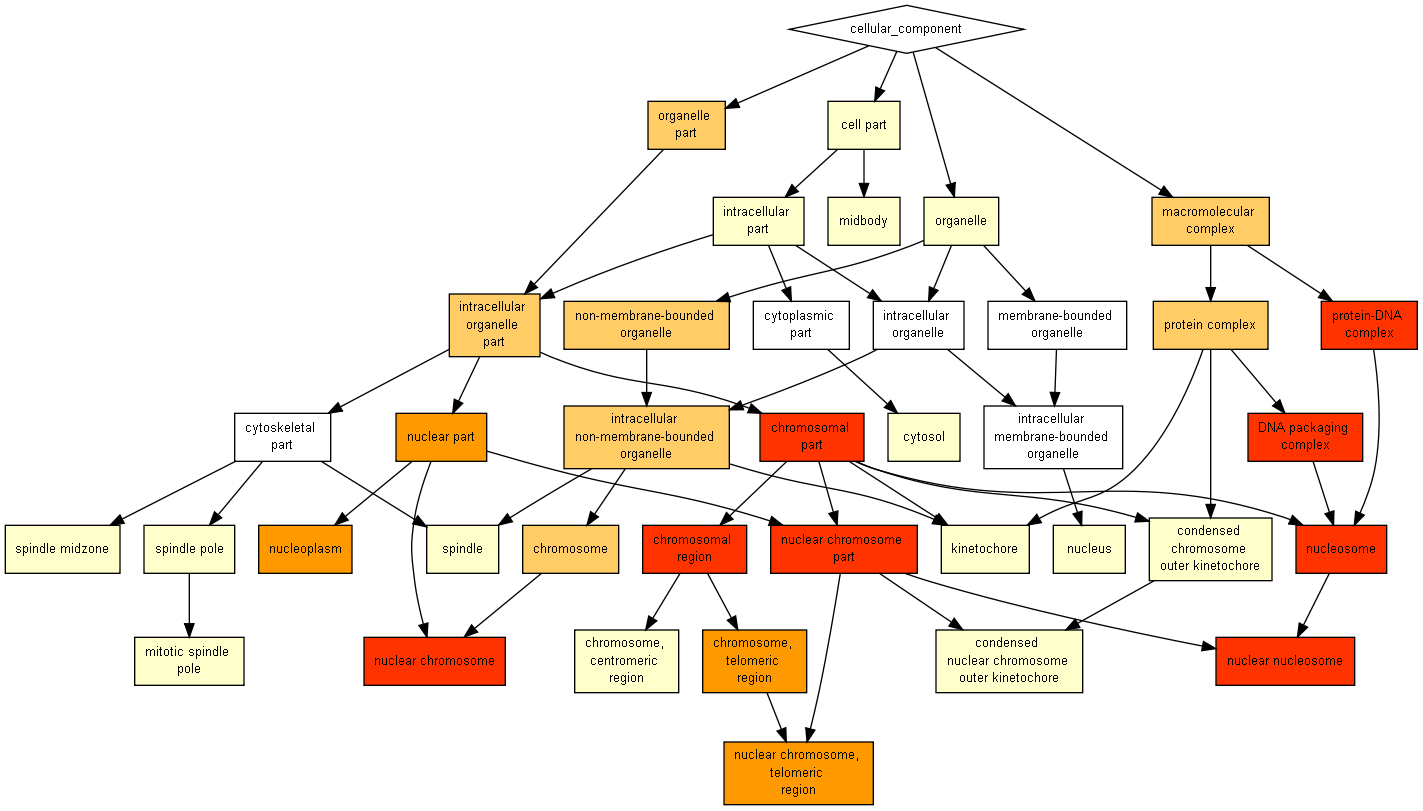 cellular_component
organelle
part
cell part
intracellular
part
midbody
organelle
macromolecular
complex
intracellular
organelle
part
non-membrane-bounded
organelle
cytoplasmic
part
intracellular
organelle
membrane-bounded
organelle
protein complex
protein-DNA
complex
cytoskeletal
part
nuclear part
intracellular
non-membrane-bounded
organelle
chromosomal
part
cytosol
intracellular
membrane-bounded
organelle
DNA packaging
complex
spindle midzone
spindle pole
nucleoplasm
spindle
chromosome
chromosomal
region
nuclear chromosome
part
kinetochore
nucleus
condensed
chromosome
outer kinetochore
nucleosome
mitotic spindle
pole
nuclear chromosome
chromosome,
centromeric
region
chromosome,
telomeric
region
condensed
nuclear chromosome
outer kinetochore
nuclear nucleosome
nuclear chromosome,
telomeric
region